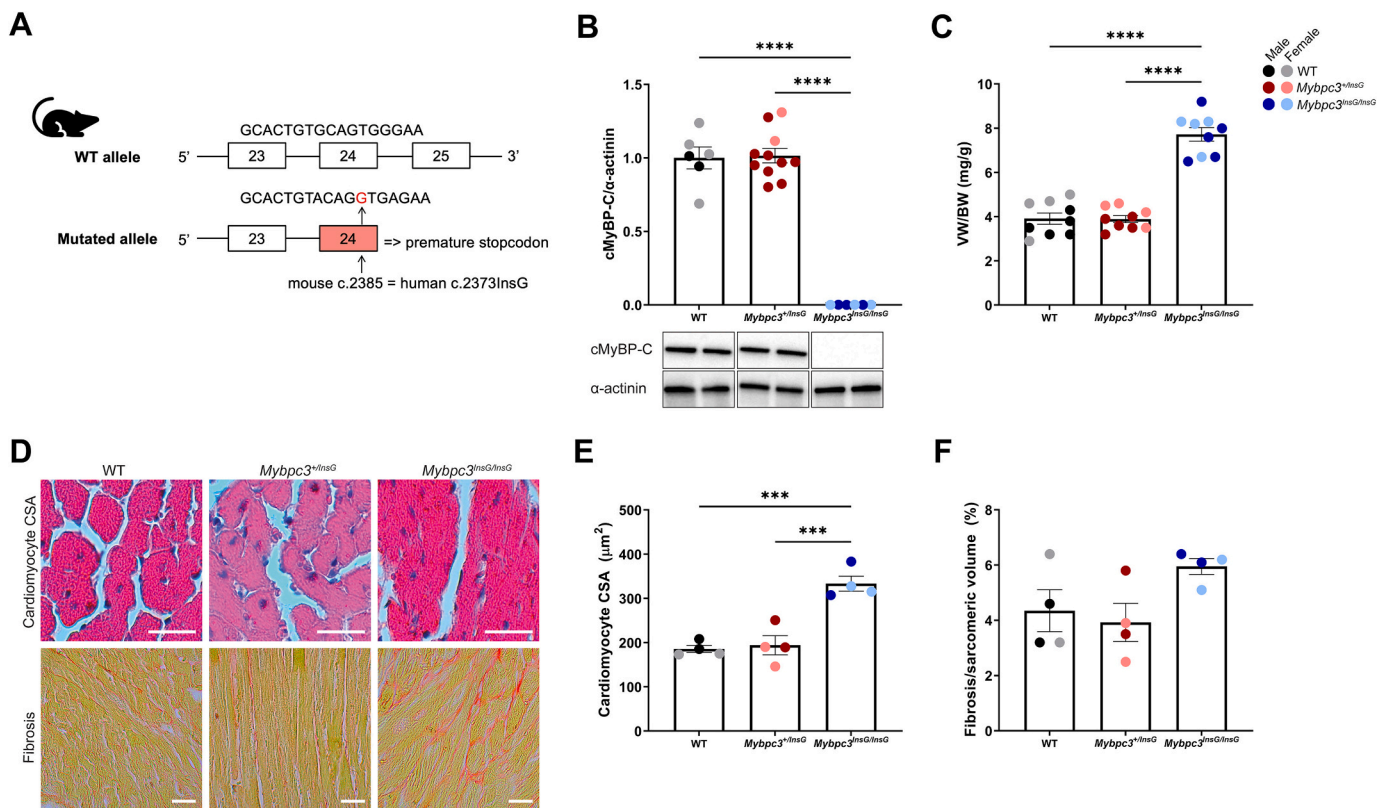 A
GCACTGTGCAGTGGGAA
WT allele
5’
23
24
25
3’
GCACTGTACAGGTGAGAA
Mutated allele
5’
23
24
=> premature stopcodon
mouse c.2385 = human c.2373InsG
B
****
****
cMyBP-C/α-actinin
1.5
1.0
0.5
0.0
WT
Mybpc3+/InsG
Mybpc3InsG/InsG
cMyBP-C
α-actinin
C
****
****
VW/BW (mg/g)
10
8
6
4
2
0
WT
Mybpc3+/InsG
Mybpc3InsG/InsG
Male
Female
WT
Mybpc3+/InsG
Mybpc3InsG/InsG
D
WT
Mybpc3+/InsG
Mybpc3InsG/InsG
Cardiomyocyte CSA
Fibrosis
E
***
***
Cardiomyocyte CSA (μm2)
500
400
300
200
100
0
WT
Mybpc3+/InsG
Mybpc3InsG/InsG
F
Fibrosis/sarcomeric volume (%)
8
6
4
2
0
WT
Mybpc3+/InsG
Mybpc3InsG/InsG